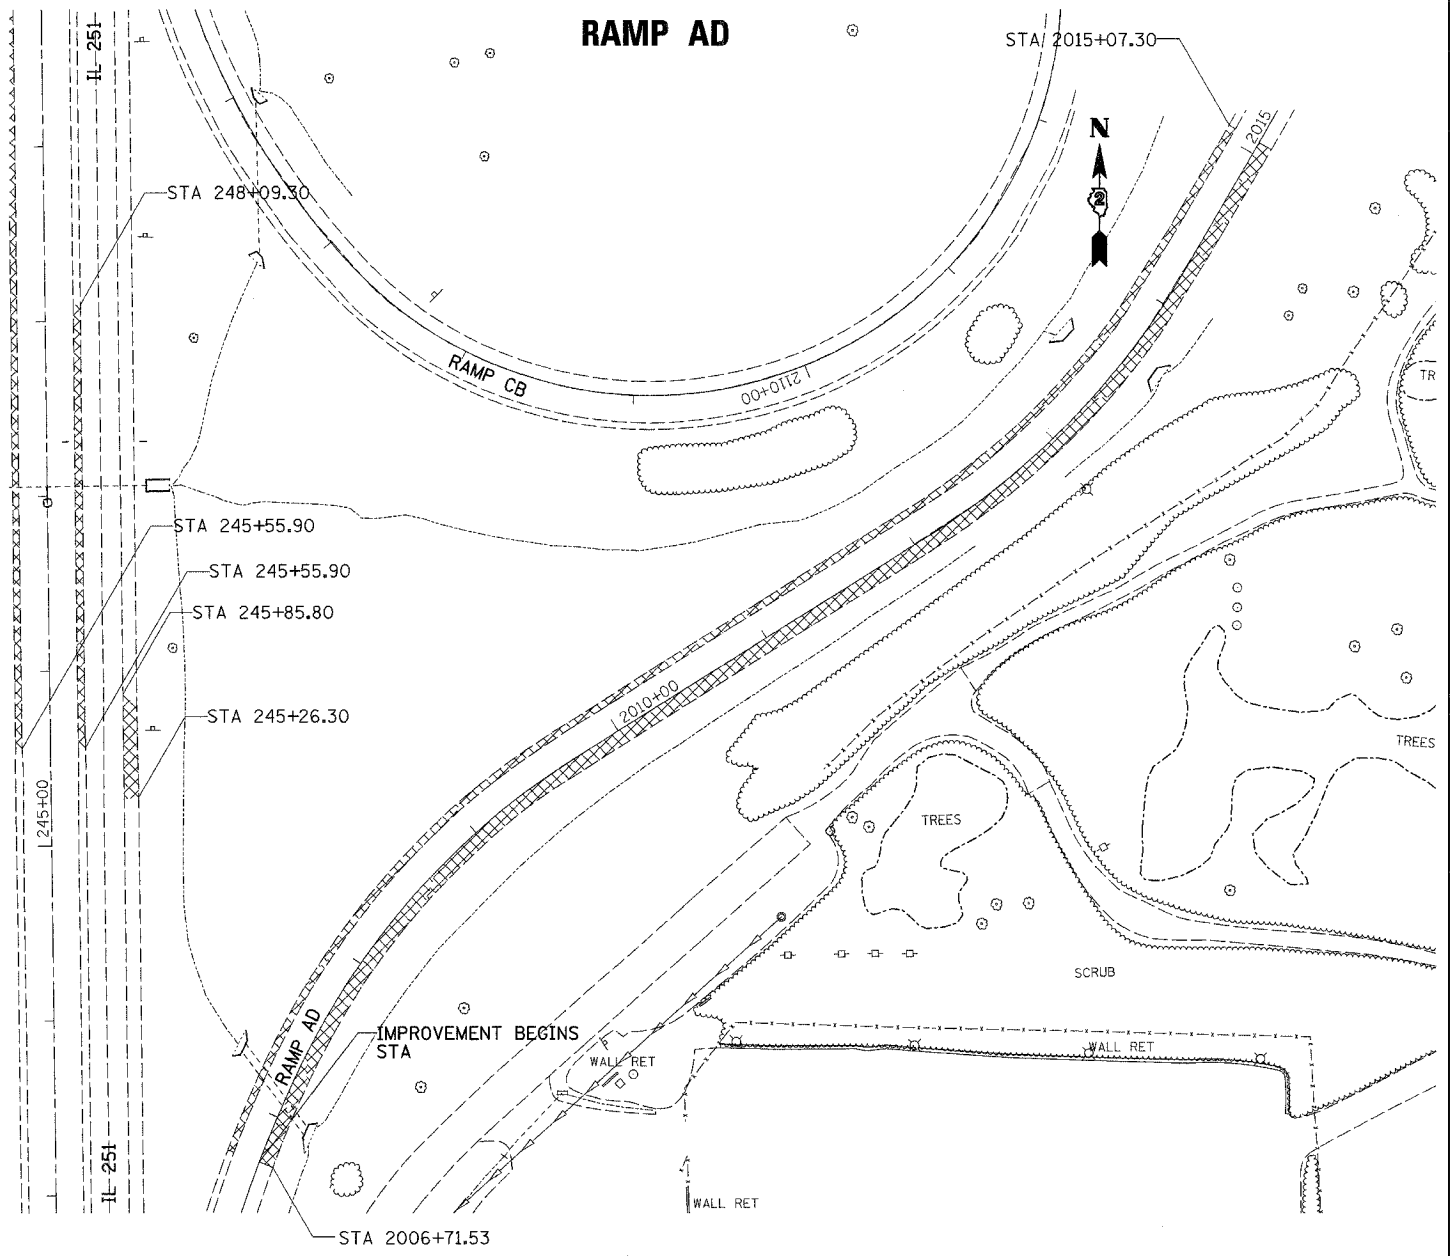 RAMP AD
STA 2015+07.30
IL 251
N
2
2015
STA 248+09.30
RAMP CB
2110+00
TR
STA 245+55.90
STA 245+55.90
STA 245+85.80
STA 245+26.30
2010+00
TREES
245+00
TREES
SCRUB
RAMP AD
IMPROVEMENT BEGINS
STA
WALL RET
WALL RET
IL 251
WALL RET
STA 2006+71.53